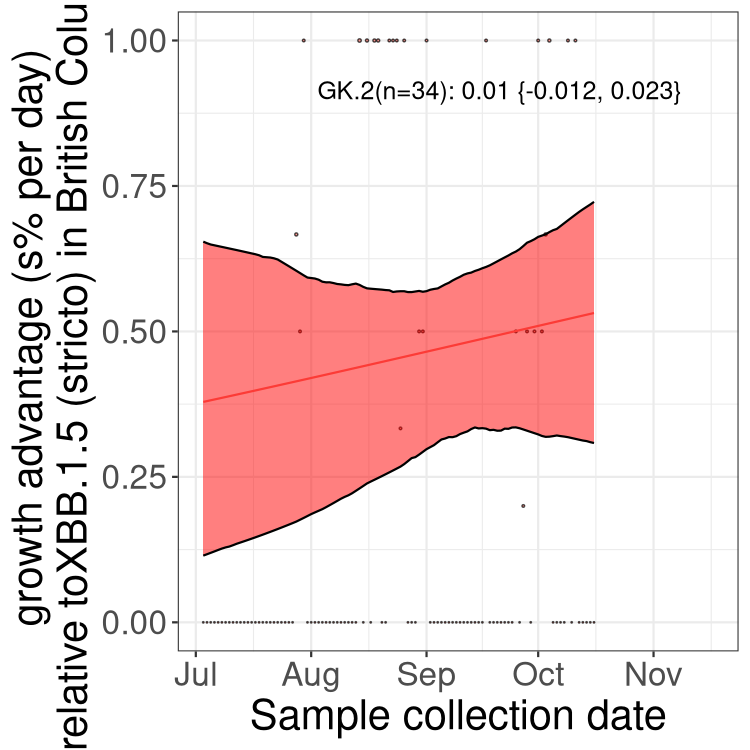 growth advantage (s% per day)
relative toXBB.1.5 (stricto) in British Colu
1.00
0.75
0.50
0.25
0.00
GK.2(n=34): 0.01 {-0.012, 0.023}
Jul Aug Sep Oct Nov
Sample collection date